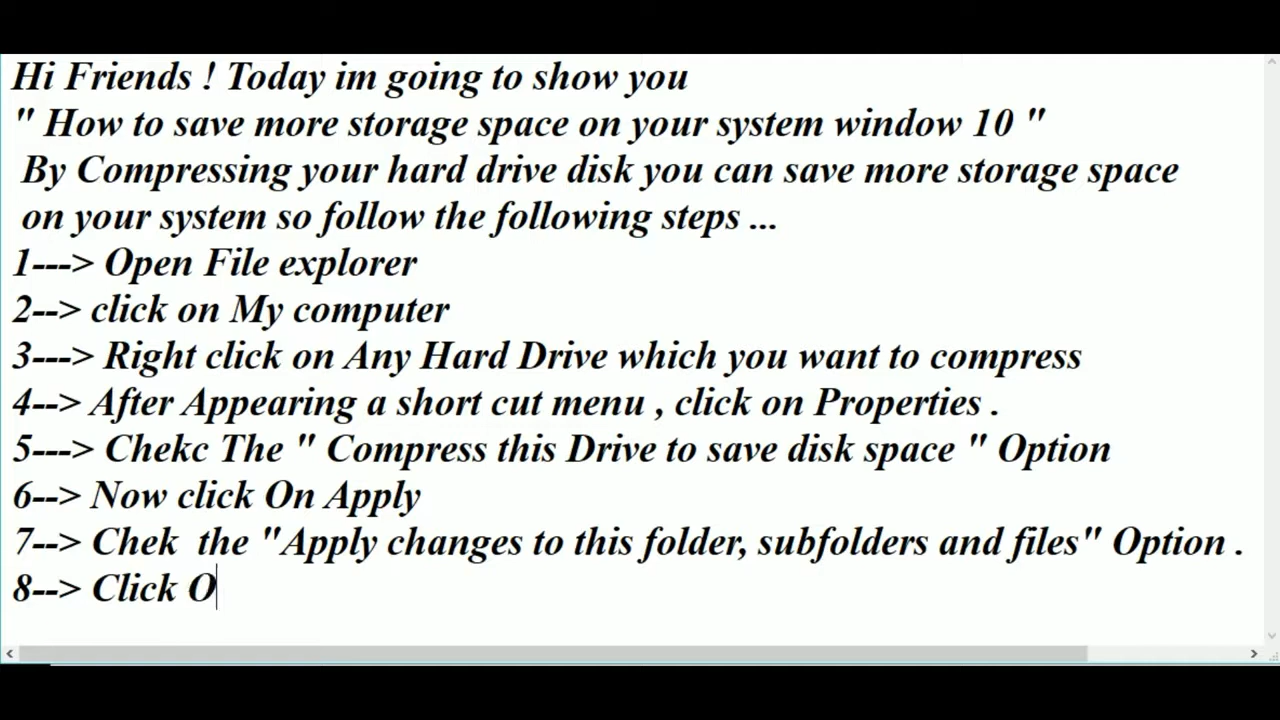 Hi Friends ! Today im going to show you
" How to save more storage space on your system window 10 "
By Compressing your hard drive disk you can save more storage space
on your system so follow the following steps ...
1---> Open File explorer
2--> click on My computer
3---> Right click on Any Hard Drive which you want to compress
4--> After Appearing a short cut menu , click on Properties .
5---> Chekc The " Compress this Drive to save disk space " Option
6--> Now click On Apply
7--> Chek  the "Apply changes to this folder, subfolders and files" Option .
8--> Click O